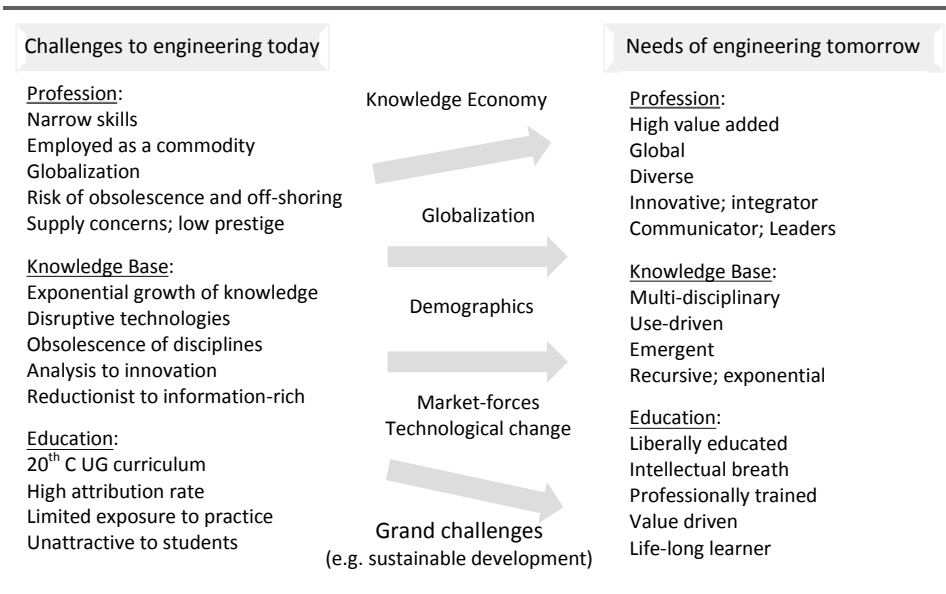 Challenges to engineering today
Profession:
Narrow skills
Employed as a commodity
Globalization
Risk of obsolescence and off-shoring
Supply concerns; low prestige
Knowledge Base:
Exponential growth of knowledge
Disruptive technologies
Obsolescence of disciplines
Analysis to innovation
Reductionist to information-rich
Education:
20th C UG curriculum
High attribution rate
Limited exposure to practice
Unattractive to students
Knowledge Economy
Globalization
Demographics
Market-forces
Technological change
Grand challenges
(e.g. sustainable development)
Needs of engineering tomorrow
Profession:
High value added
Global
Diverse
Innovative; integrator
Communicator; Leaders
Knowledge Base:
Multi-disciplinary
Use-driven
Emergent
Recursive; exponential
Education:
Liberally educated
Intellectual breath
Professionally trained
Value driven
Life-long learner